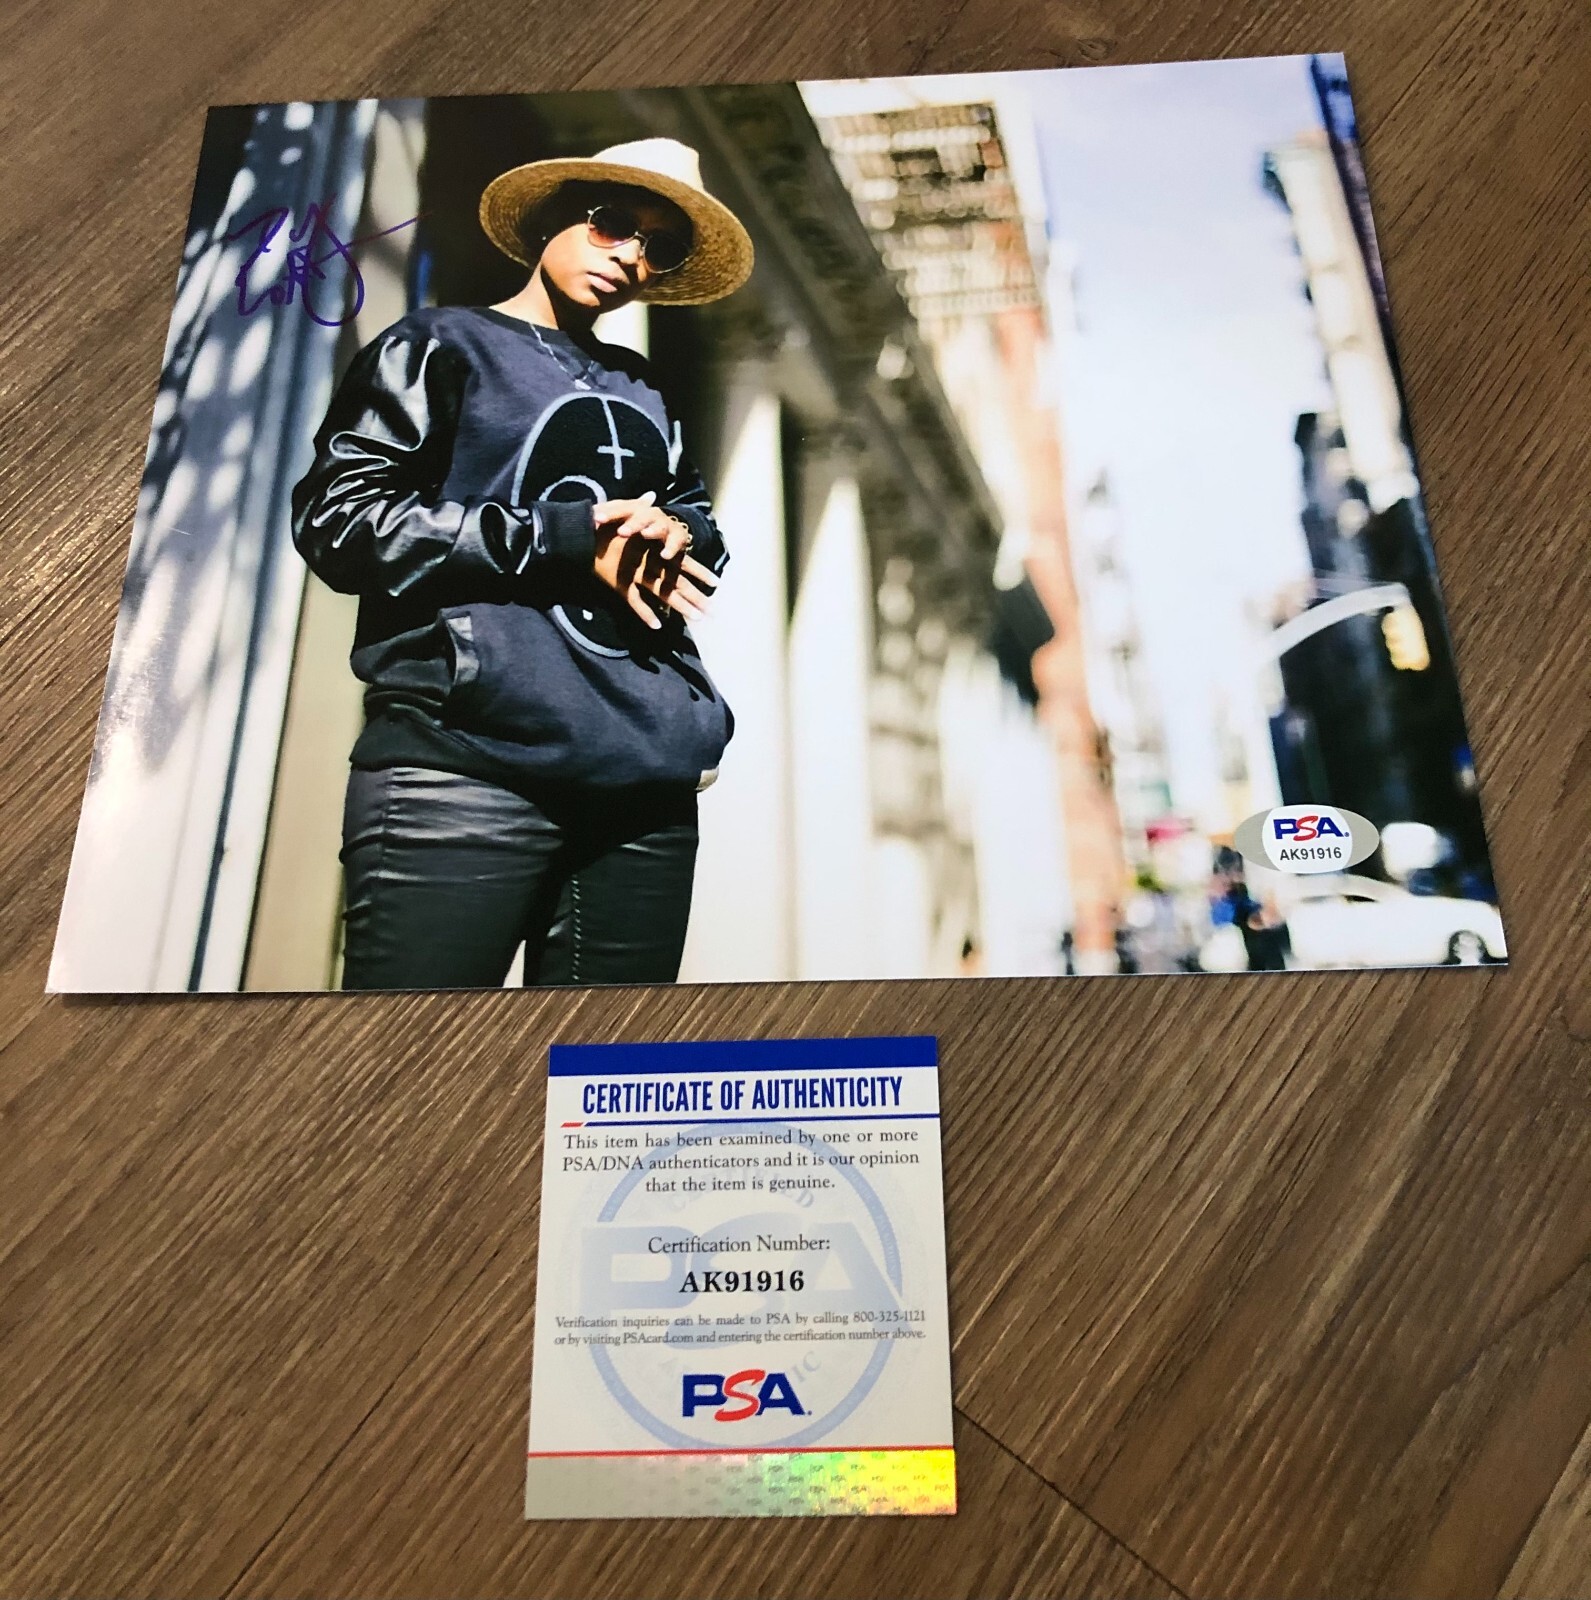 PSA
AK91916
CERTIFICATE OF AUTHENTICITY
This item has been examined by one or more
PSA/DNA authenticators and it is our opinion
that the item is genuine.
Certification Number:
AK91916
Verification inquiries can be made to PSA by calling 800-325-1121
or by visiting PSAcard.com and entering the certification number above.
PSA.